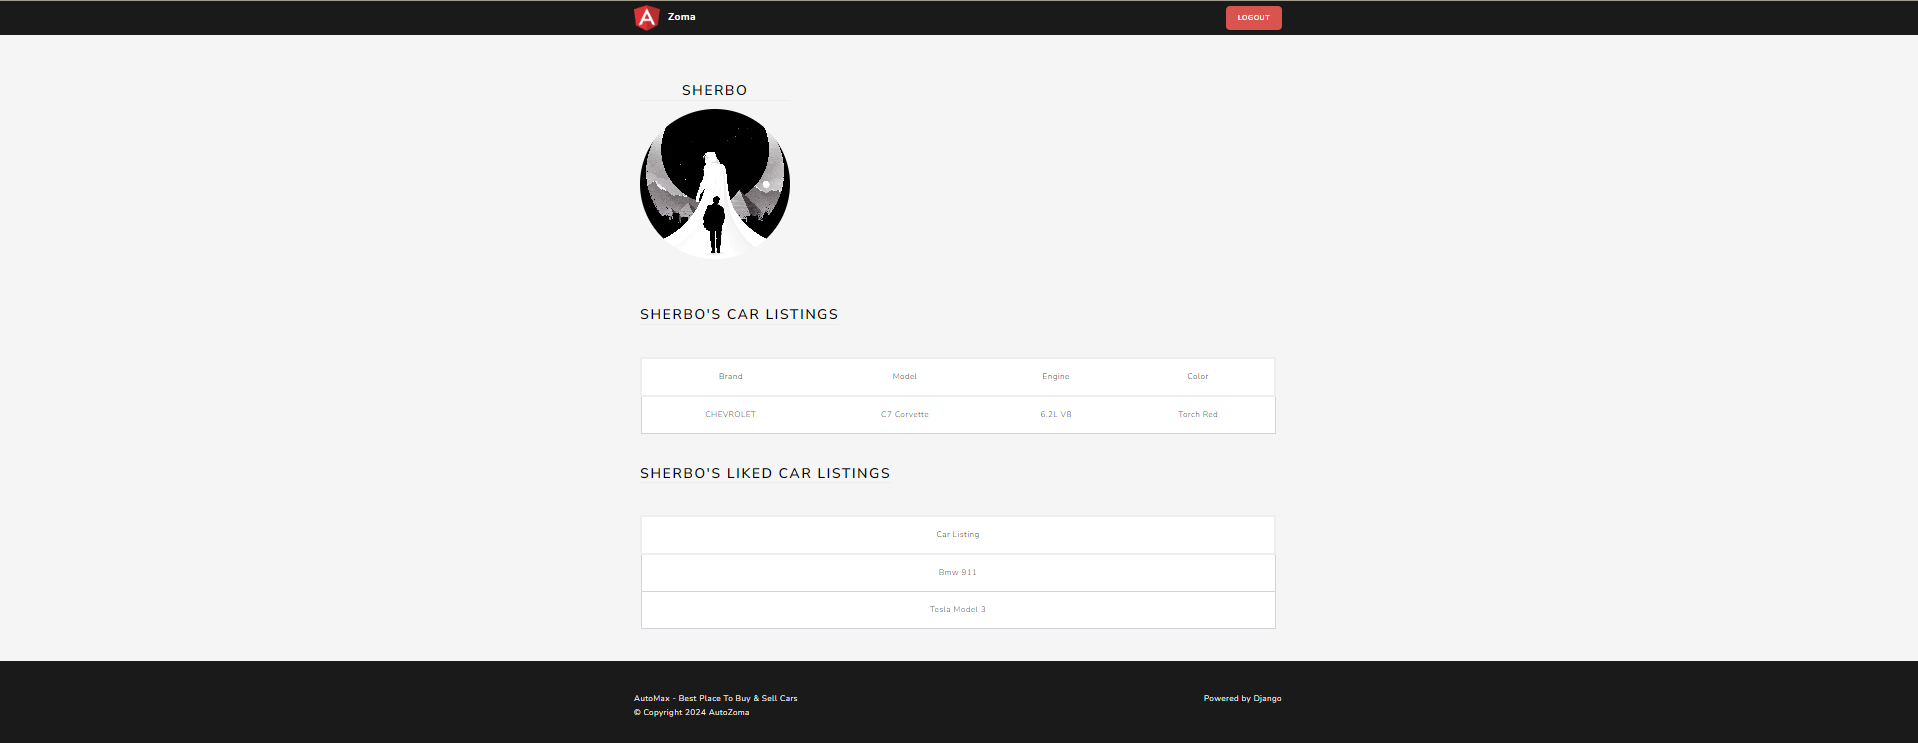 A Zoma LOGOUT
SHERBO
SHERBO'S CAR LISTINGS
Brand Model Engine Color
CHEVROLET C7 Corvette 6.2L V8 Torch Red
SHERBO'S LIKED CAR LISTINGS
Car Listing
Bmw 911
Tesla Model 3
AutoMax - Best Place To Buy & Sell Cars Powered by Django
© Copyright 2024 AutoZoma